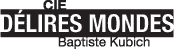 CIE
DÉLIRES MONDES
Baptiste Kubich